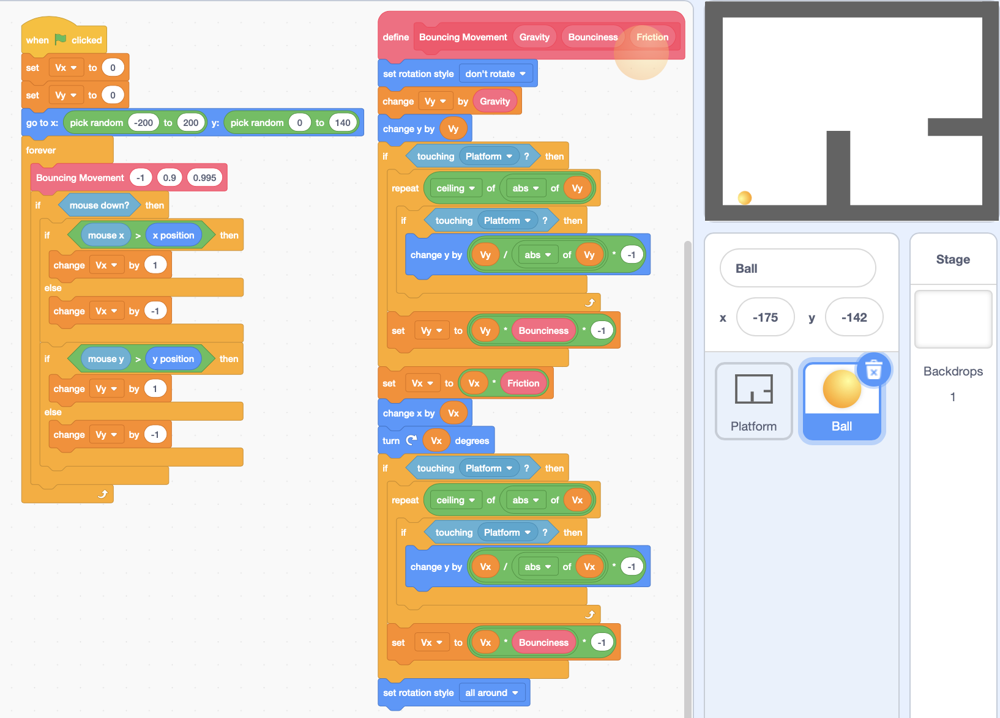 when clicked
set Vx to 0
set Vy to 0
go to x: pick random -200 to 200 y: pick random 0 to 140
forever
Bouncing Movement -1 0.9 0.995
if mouse down? then
if mouse x > x position then
change Vx by 1
else
change Vx by -1
if mouse y > y position then
change Vy by 1
else
change Vy by -1
define Bouncing Movement Gravity Bounciness Friction
set rotation style don't rotate
change Vy by Gravity
change y by Vy
if touching Platform ? then
repeat ceiling of abs of Vy
if touching Platform ? then
change y by Vy / abs of Vy * -1
set Vy to Vy * Bounciness * -1
set Vx to Vx * Friction
change x by Vx
turn Vx degrees
if touching Platform ? then
repeat ceiling of abs of Vx
if touching Platform ? then
change y by Vx / abs of Vx * -1
set Vx to Vx * Bounciness * -1
set rotation style all around
Ball
x -175 y -142
Platform
Ball
Stage
Backdrops
1